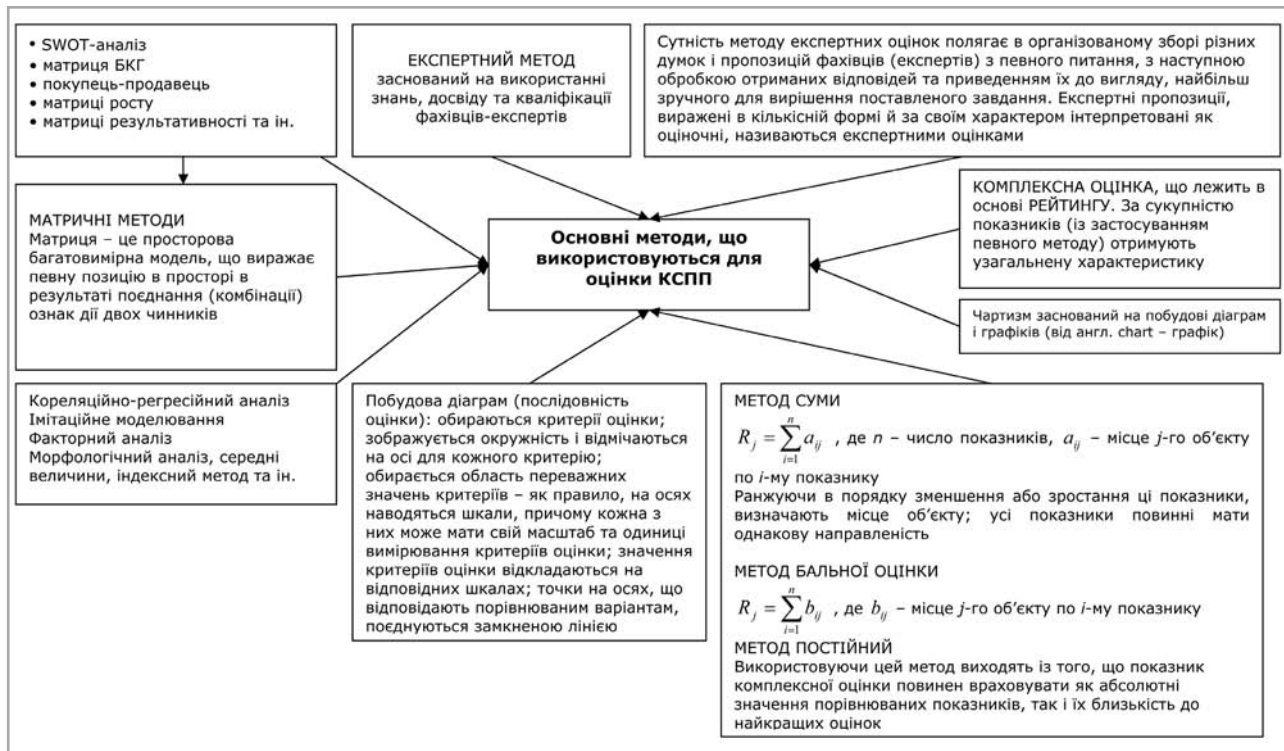 • SWOT-аналіз
• матриця БКГ
• покупець-продавець
• матриці росту
• матриці результативності та ін.
ЕКСПЕРТНИЙ МЕТОД
заснований на використанні
знань, досвіду та кваліфікації
фахівців-експертів
Сутність методу експертних оцінок полягає в організованому зборі різних
думок і пропозицій фахівців (експертів) з певного питання, з наступною
обробкою отриманих відповідей та приведенням їх до вигляду, найбільш
зручного для вирішення поставленого завдання. Експертні пропозиції,
виражені в кількісній формі й за своїм характером інтерпретовані як
оціночні, називаються експертними оцінками
МАТРИЧНІ МЕТОДИ
Матриця – це просторова
багатовимірна модель, що виражає
певну позицію в просторі в
результаті поєднання (комбінації)
ознак дії двох чинників
Основні методи, що
використовуються для
оцінки КСПП
КОМПЛЕКСНА ОЦІНКА, що лежить в
основі РЕЙТИНГУ. За сукупністю
показників (із застосуванням
певного методу) отримують
узагальнену характеристику
Чартизм заснований на побудові діаграм
і графіків (від англ. chart – графік)
Кореляційно-регресійний аналіз
Імітаційне моделювання
Факторний аналіз
Морфологічний аналіз, середні
величини, індексний метод та ін.
Побудова діаграм (послідовність
оцінки): обираються критерії оцінки;
зображується окружність і відмічаються
на осі для кожного критерію;
обирається область переважних
значень критеріїв – як правило, на осях
наводяться шкали, причому кожна з
них може мати свій масштаб та одиниці
вимірювання критеріїв оцінки; значення
критеріїв оцінки відкладаються на
відповідних шкалах; точки на осях, що
відповідають порівнюваним варіантам,
поєднуються замкненою лінією
МЕТОД СУМИ
R_j = \sum_{i=1}^{n} a_{ij} , де n – число показників, a_{ij} – місце j-го об’єкту
по i-му показнику
Ранжуючи в порядку зменшення або зростання ці показники,
визначають місце об’єкту; усі показники повинні мати
однакову направленість
МЕТОД БАЛЬНОЇ ОЦІНКИ
R_j = \sum_{i=1}^{n} b_{ij} , де b_{ij} – місце j-го об’єкту по i-му показнику
МЕТОД ПОСТІЙНИЙ
Використовуючи цей метод виходять із того, що показник
комплексної оцінки повинен враховувати як абсолютні
значення порівнюваних показників, так і їх близькість до
найкращих оцінок